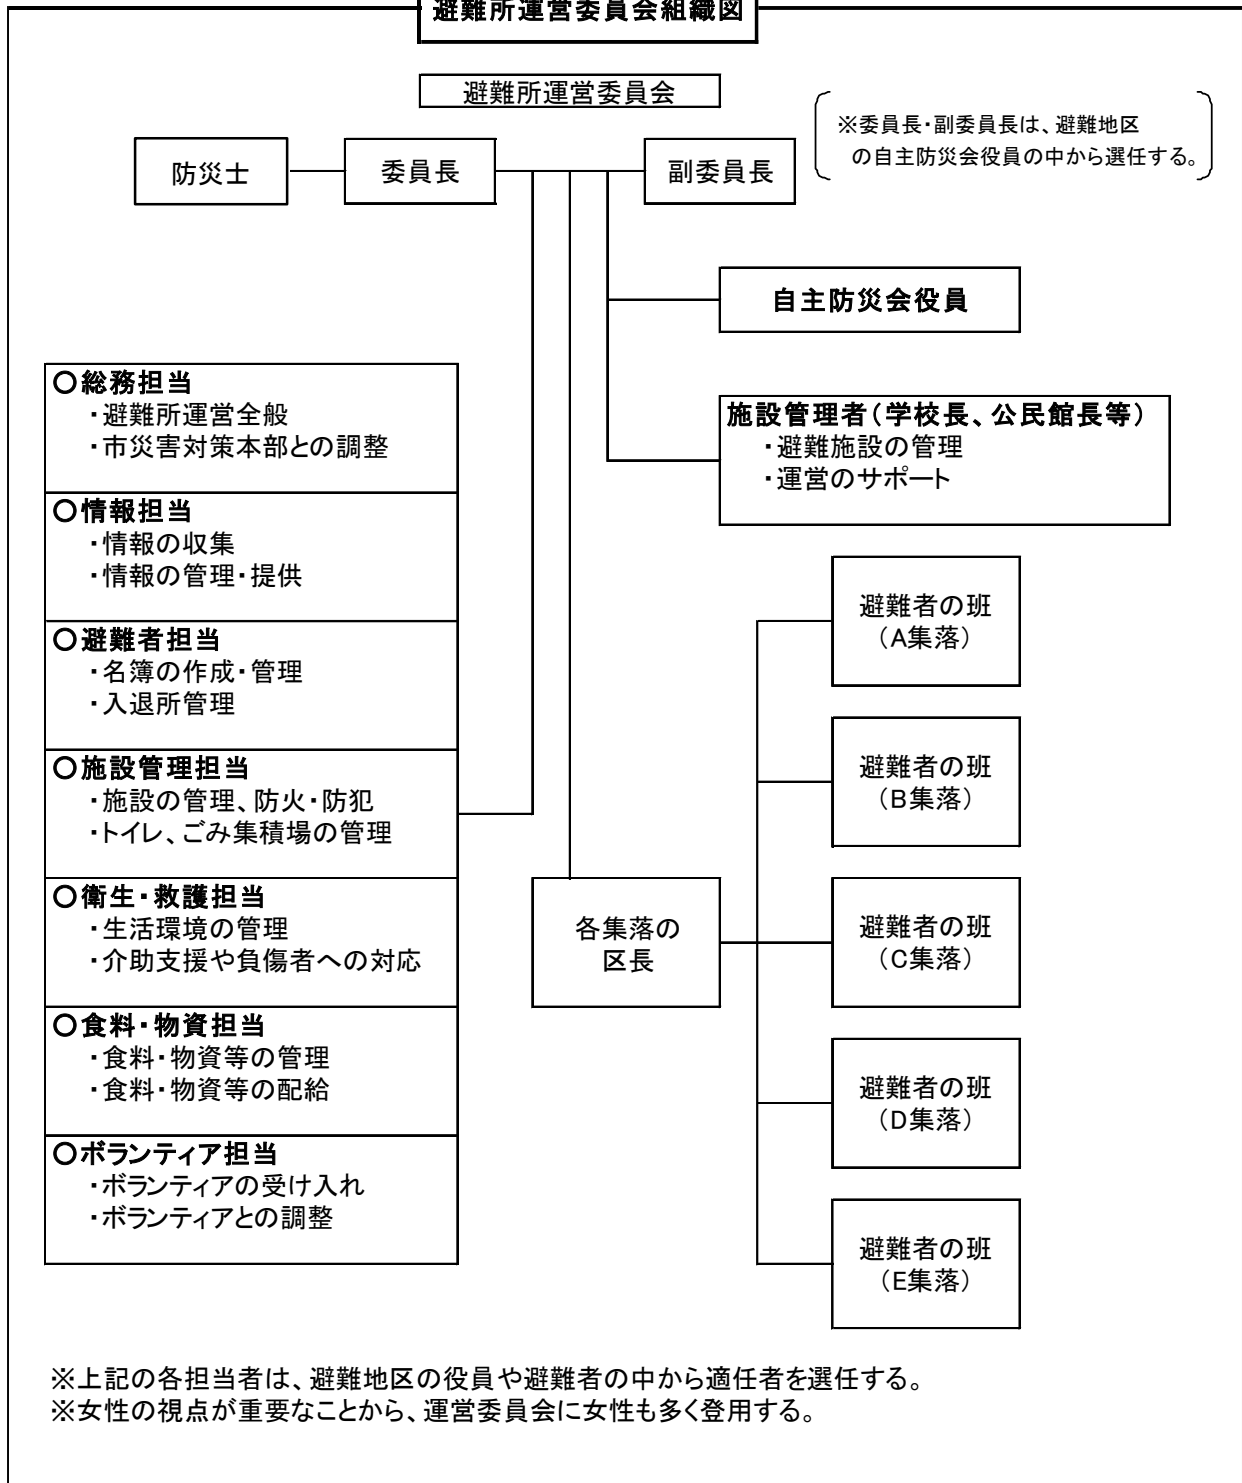 避難所運営委員会組織図
避難所運営委員会
※委員長・副委員長は、避難地区
の自主防災会役員の中から選任する。
防災士
委員長
副委員長
自主防災会役員
施設管理者（学校長、公民館長等）
・避難施設の管理
・運営のサポート
○総務担当
・避難所運営全般
・市災害対策本部との調整
○情報担当
・情報の収集
・情報の管理・提供
○避難者担当
・名簿の作成・管理
・入退所管理
○施設管理担当
・施設の管理、防火・防犯
・トイレ、ごみ集積場の管理
○衛生・救護担当
・生活環境の管理
・介助支援や負傷者への対応
○食料・物資担当
・食料・物資等の管理
・食料・物資等の配給
○ボランティア担当
・ボランティアの受け入れ
・ボランティアとの調整
各集落の
区長
避難者の班
（A集落）
避難者の班
（B集落）
避難者の班
（C集落）
避難者の班
（D集落）
避難者の班
（E集落）
※上記の各担当者は、避難地区の役員や避難者の中から適任者を選任する。
※女性の視点が重要なことから、運営委員会に女性も多く登用する。